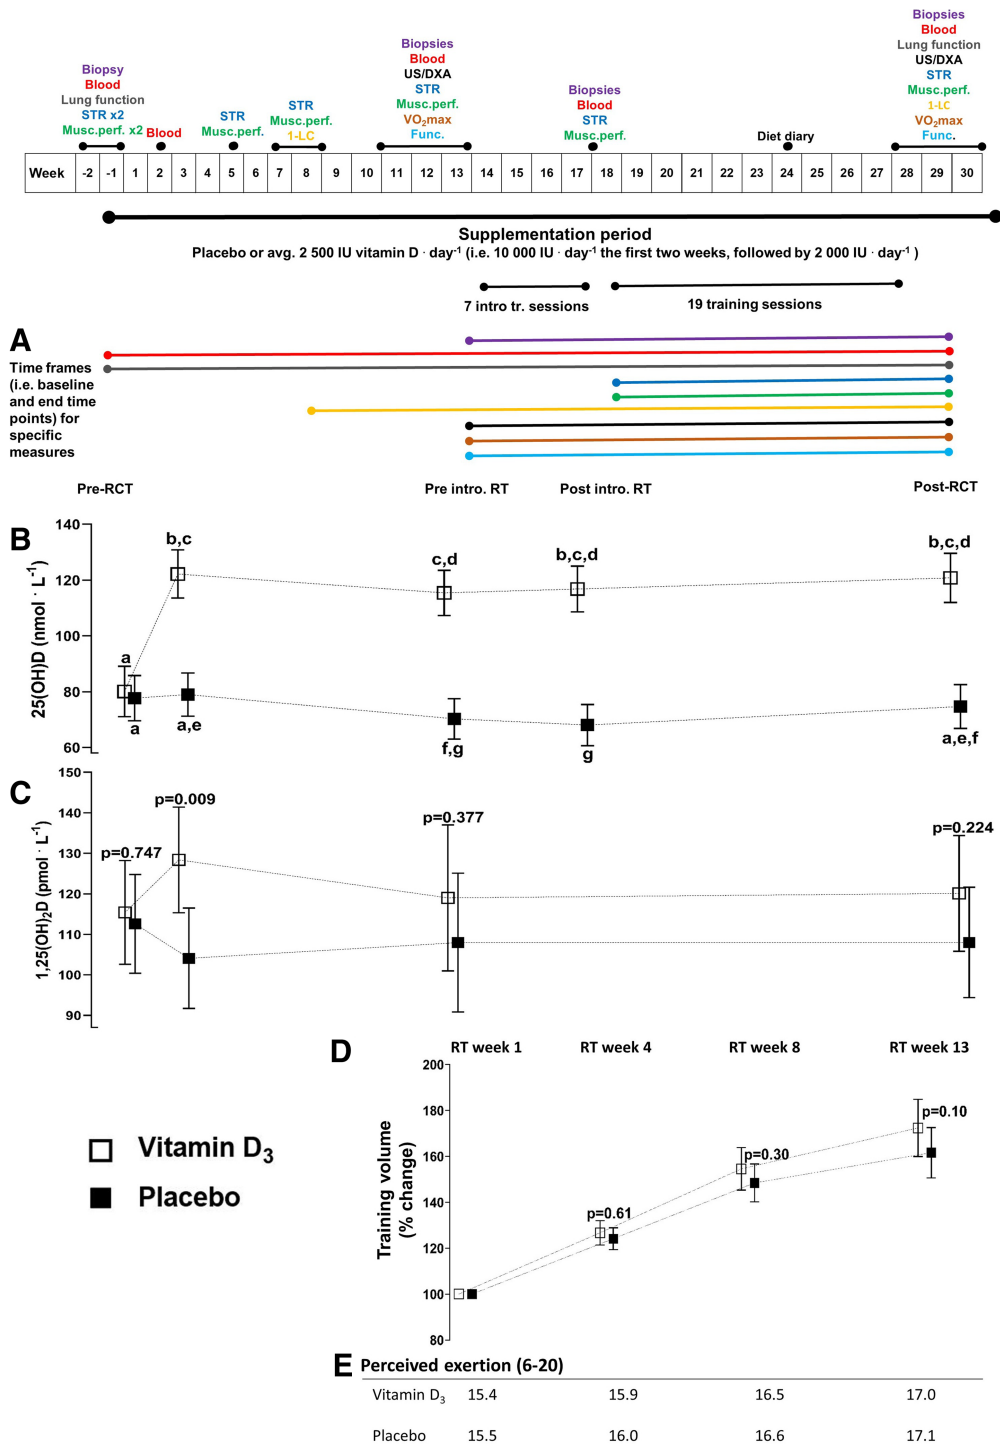 Biopsy
Blood
Lung function
STR x2
Musc.perf. x2
Blood
STR
Musc.perf.
STR
Musc.perf.
1-LC
Biopsies
Blood
US/DXA
STR
Musc.perf.
VO2max
Func.
Biopsies
Blood
STR
Musc.perf.
Diet diary
Biopsies
Blood
Lung function
US/DXA
STR
Musc.perf.
1-LC
VO2max
Func.
Week -2 -1 1 2 3 4 5 6 7 8 9 10 11 12 13 14 15 16 17 18 19 20 21 22 23 24 25 26 27 28 29 30
Supplementation period
Placebo or avg. 2 500 IU vitamin D · day-1 (i.e. 10 000 IU · day-1 the first two weeks, followed by 2 000 IU · day-1 )
7 intro tr. sessions
19 training sessions
A
Time frames
(i.e. baseline
and end time
points) for
specific
measures
Pre-RCT
Pre intro. RT
Post intro. RT
Post-RCT
B
25(OH)D (nmol · L-1)
140
120
100
80
60
a
b,c
c,d
b,c,d
b,c,d
a
a,e
f,g
g
a,e,f
C
1,25(OH)2D (pmol · L-1)
150
140
130
120
110
100
90
p=0.747
p=0.009
p=0.377
p=0.224
Vitamin D3
Placebo
D
RT week 1
RT week 4
RT week 8
RT week 13
Training volume
(% change)
200
180
160
140
120
100
80
p=0.61
p=0.30
p=0.10
E Perceived exertion (6-20)
Vitamin D3 15.4 15.9 16.5 17.0
Placebo 15.5 16.0 16.6 17.1